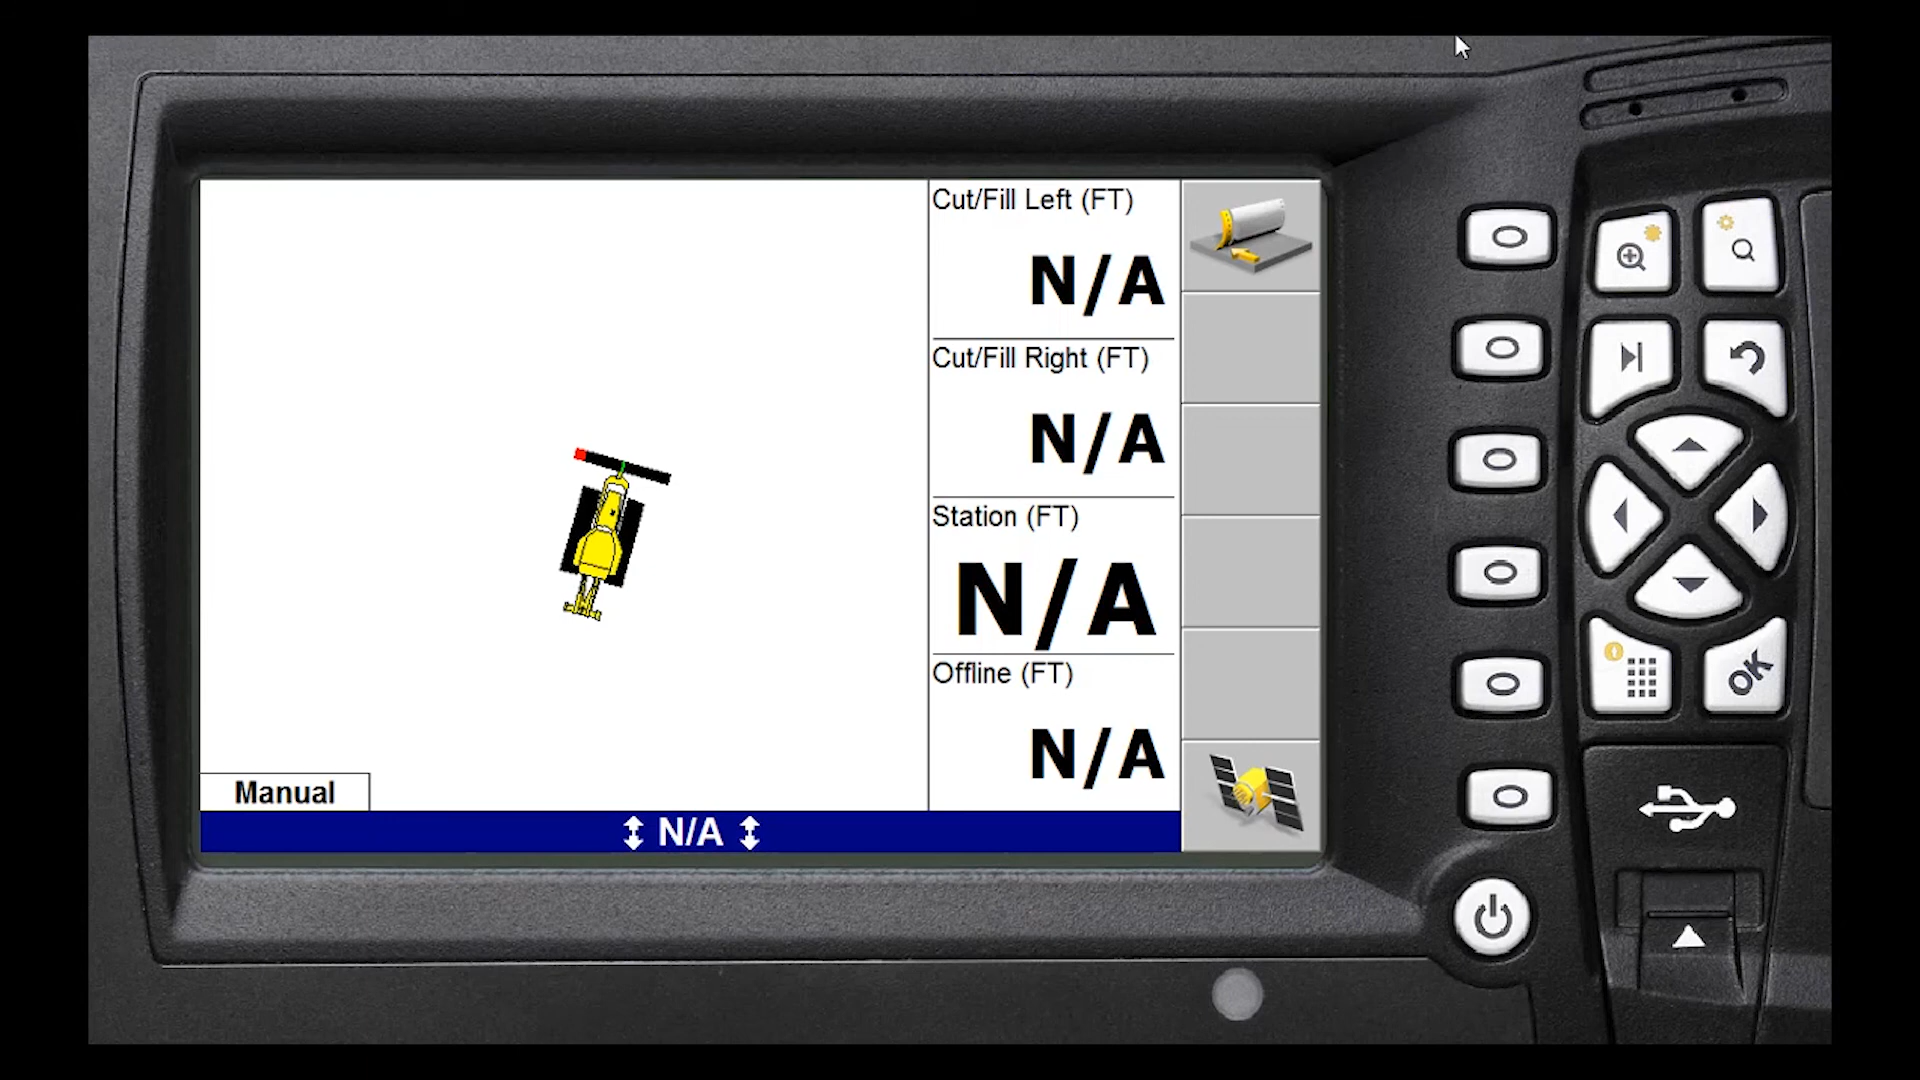 Cut/Fill Left (FT)
N/A
Cut/Fill Right (FT)
N/A
Station (FT)
N/A
Offline (FT)
N/A
Manual
N/A
OK